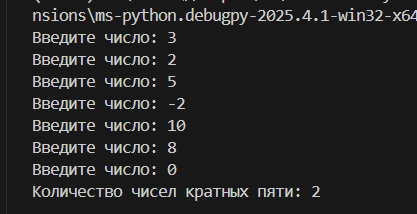 nsions\ms-python.debugpy-2025.4.1-win32-x64
Введите число: 3
Введите число: 2
Введите число: 5
Введите число: -2
Введите число: 10
Введите число: 8
Введите число: 0
Количество чисел кратных пяти: 2